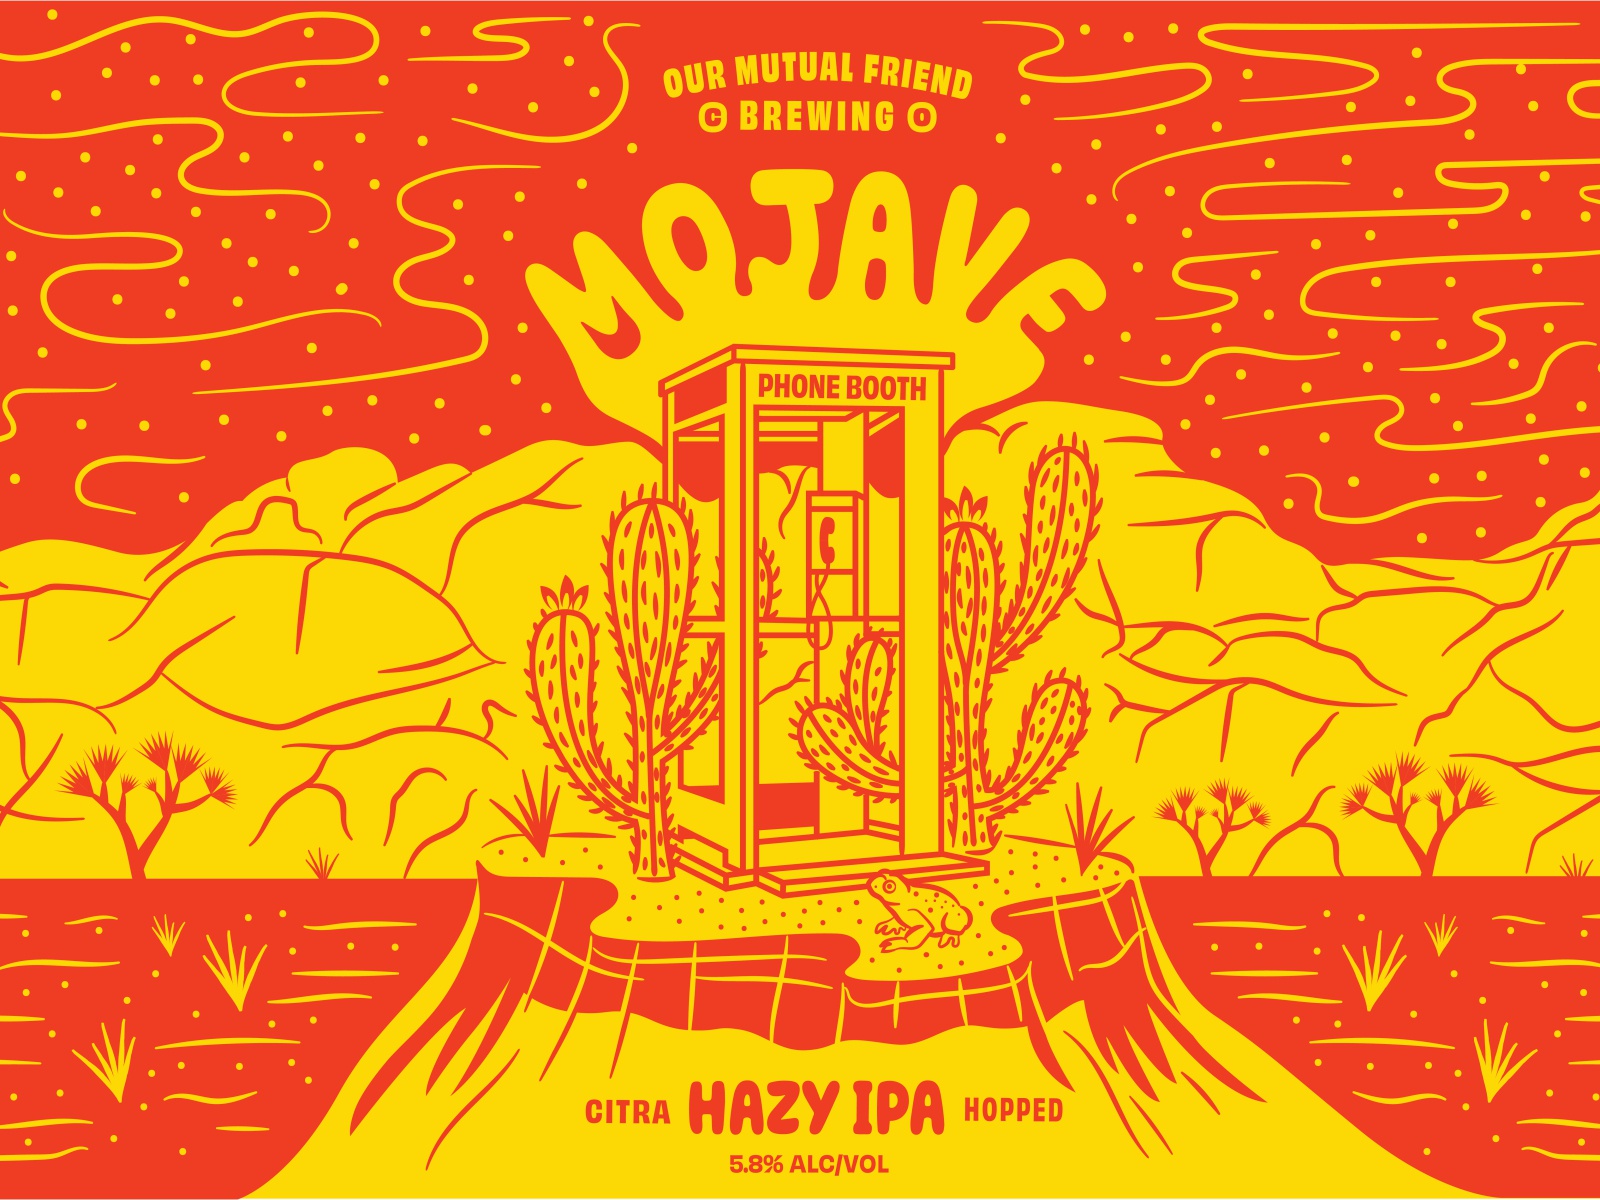 OUR MUTUAL FRIEND
C BREWING O
MOJAVE
PHONE BOOTH
CITRA HAZY IPA HOPPED
5.8% ALC/VOL